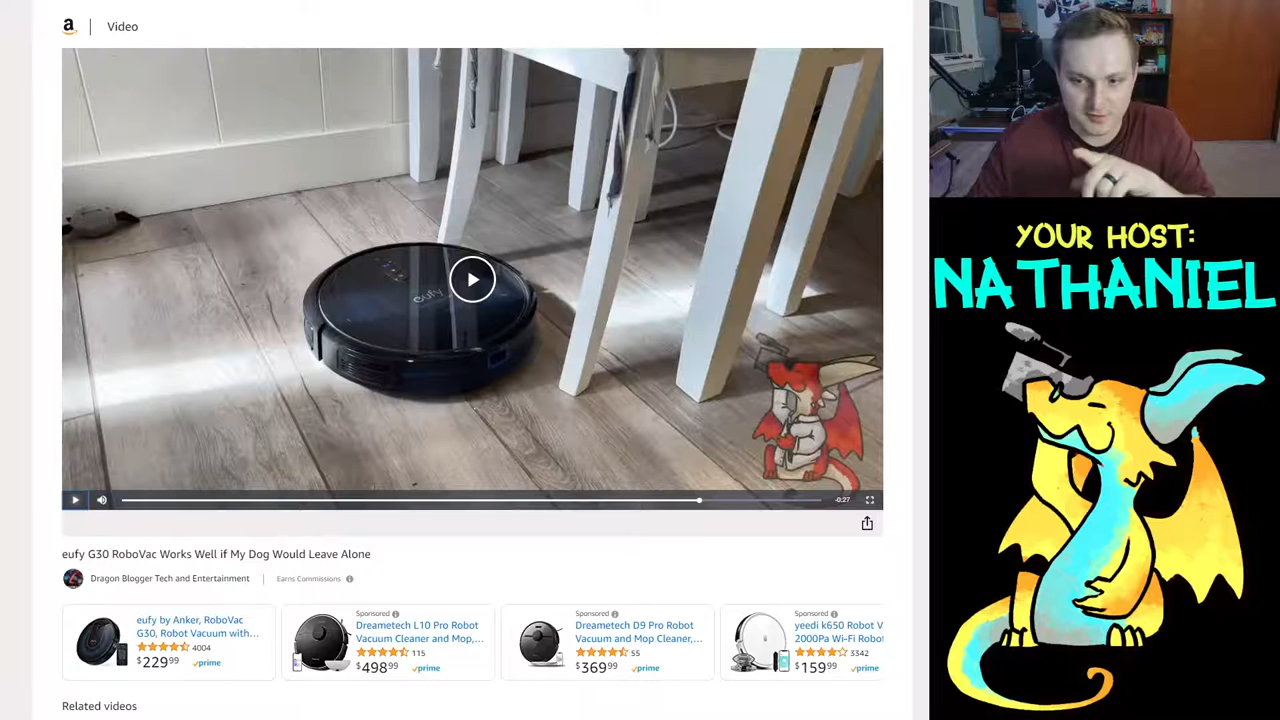 a | Video
eufy
-0:27
eufy G30 RoboVac Works Well if My Dog Would Leave Alone
Dragon Blogger Tech and Entertainment | Earns Commissions
eufy by Anker, RoboVac
G30, Robot Vacuum with...
4004
$229.99 prime
Sponsored
Dreametech L10 Pro Robot
Vacuum Cleaner and Mop,...
115
$498.99 prime
Sponsored
Dreametech D9 Pro Robot
Vacuum and Mop Cleaner,...
55
$369.99 prime
Sponsored
yeedi k650 Robot V
2000Pa Wi-Fi Robot
3342
$159.99 prime
Related videos
YOUR HOST:
NATHANIEL